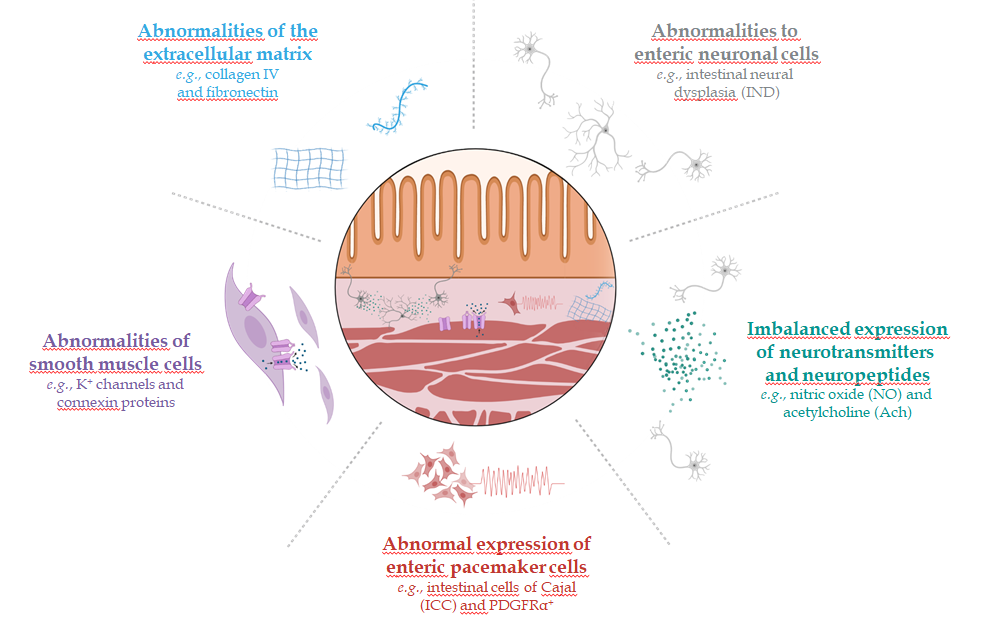 Abnormalities of the
extracellular matrix
e.g., collagen IV
and fibronectin
Abnormalities to
enteric neuronal cells
e.g., intestinal neural
dysplasia (IND)
Imbalanced expression
of neurotransmitters
and neuropeptides
e.g., nitric oxide (NO) and
acetylcholine (Ach)
Abnormal expression of
enteric pacemaker cells
e.g., intestinal cells of Cajal
(ICC) and PDGFRα⁺
Abnormalities of
smooth muscle cells
e.g., K⁺ channels and
connexin proteins